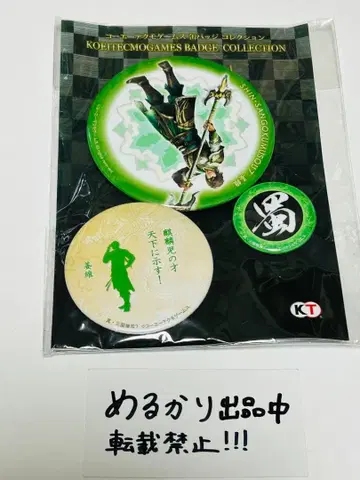 コーエーテクモゲームス 缶バッジ コレクション
KOEITECMOGAMES BADGE COLLECTION
SHIN・SANGOKUMUSOU7
蜀
麒麟児の才
天下に示す!
姜維
KT
めるかり出品中
転載禁止!!!